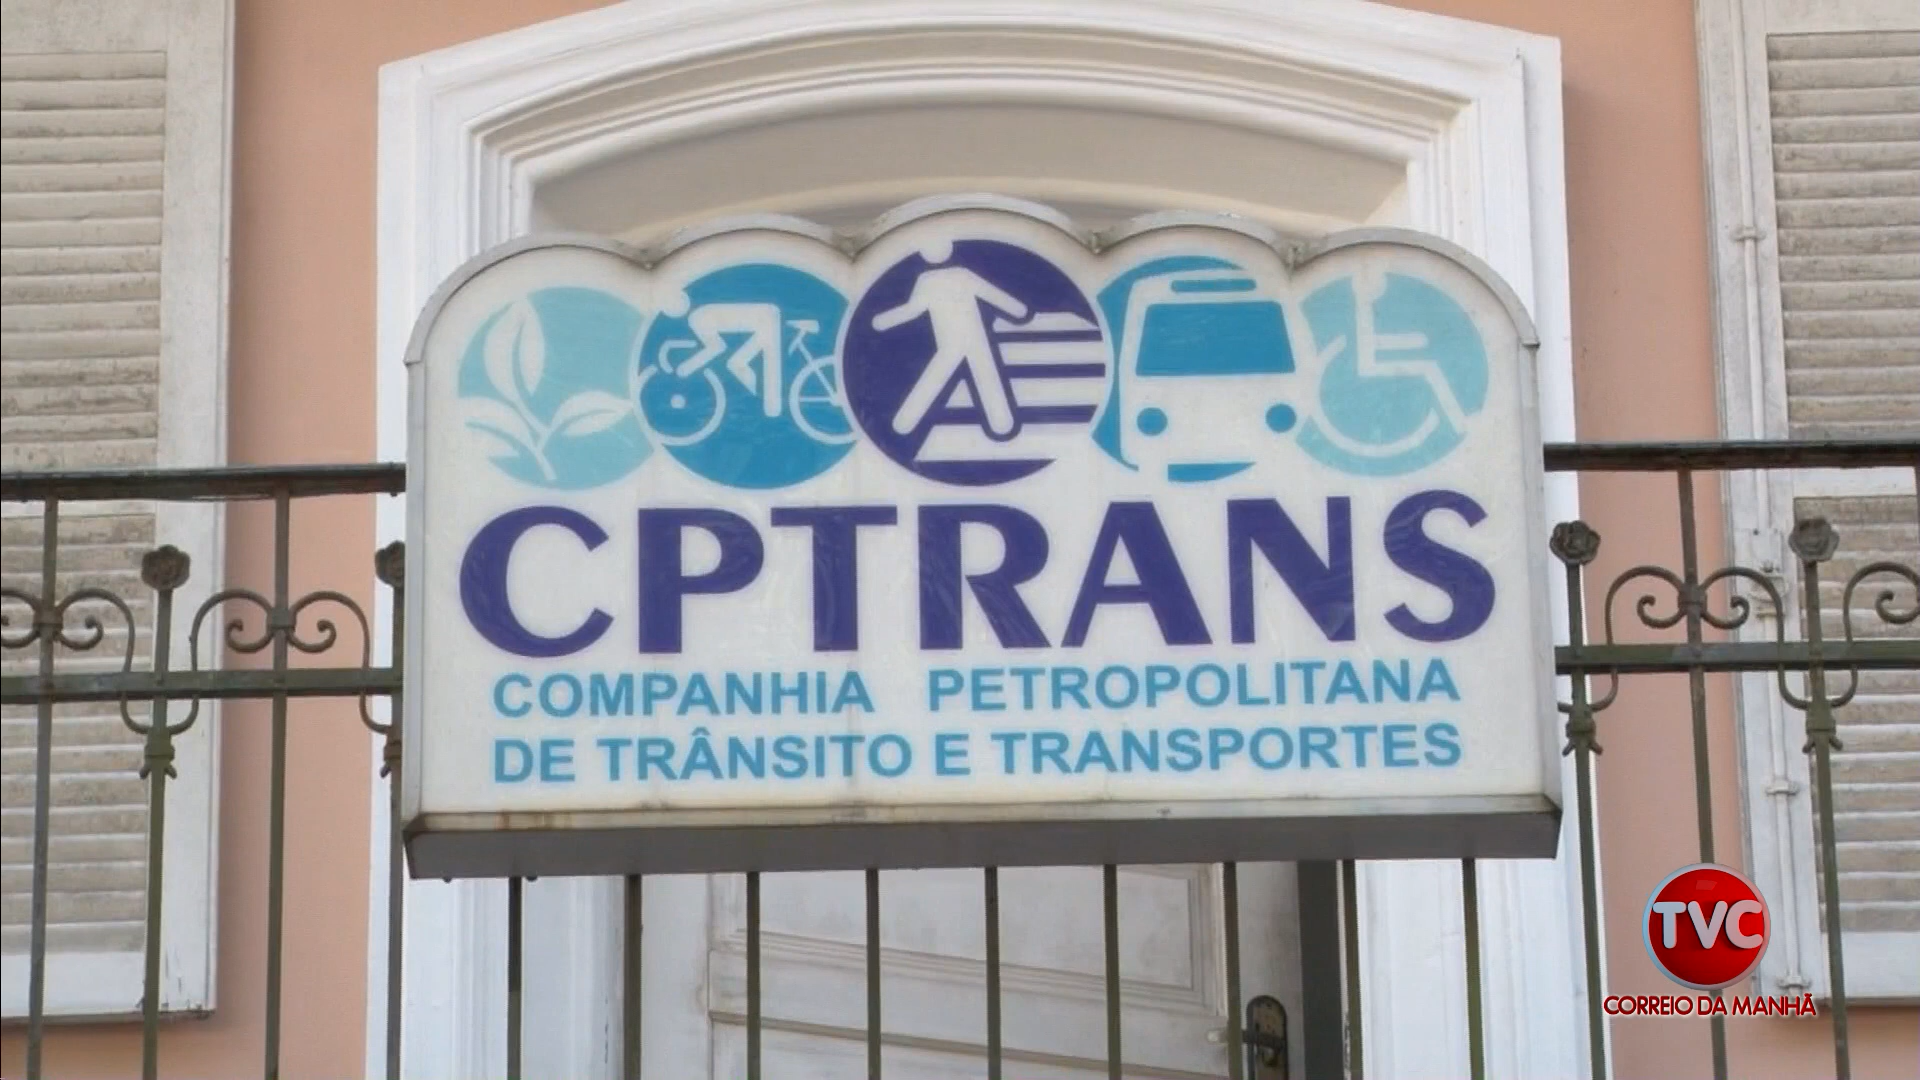 CPTRANS
COMPANHIA PETROPOLITANA
DE TRÂNSITO E TRANSPORTES
TVC
CORREIO DA MANHÃ